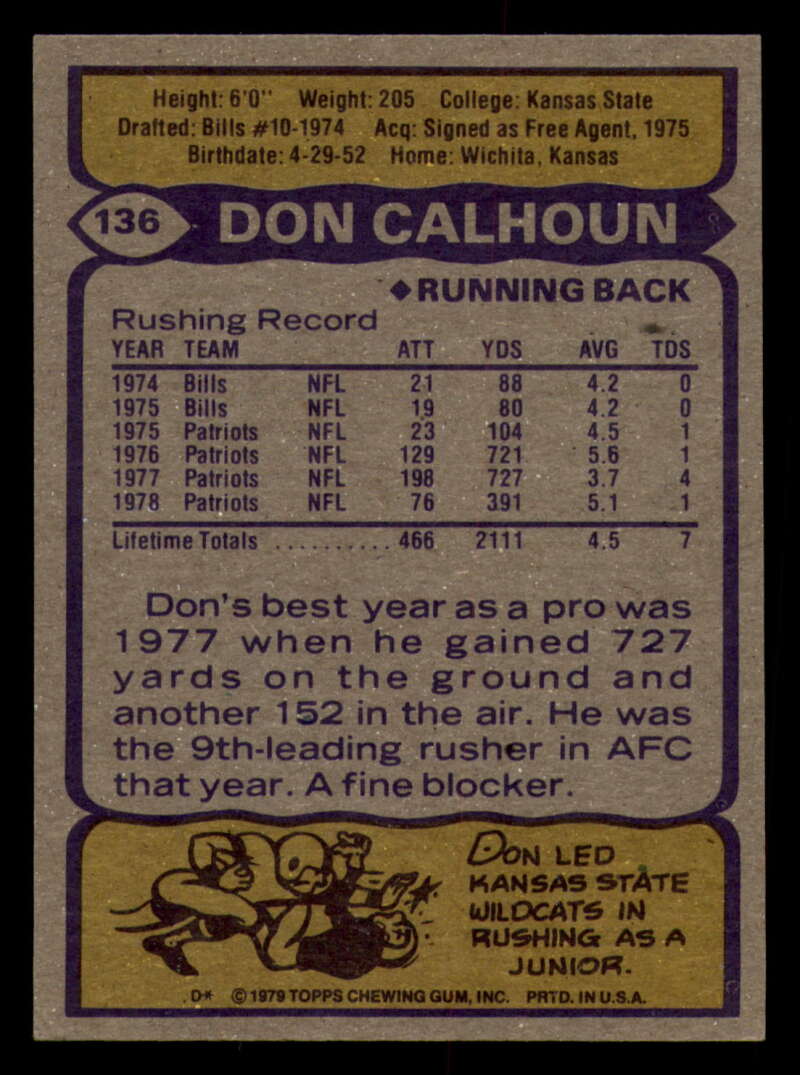 Height: 6'0" Weight: 205 College: Kansas State
Drafted: Bills #10-1974 Acq: Signed as Free Agent, 1975
Birthdate: 4-29-52 Home: Wichita, Kansas
136 DON CALHOUN
◆RUNNING BACK
Rushing Record
YEAR TEAM ATT YDS AVG TDS
1974 Bills NFL 21 88 4.2 0
1975 Bills NFL 19 80 4.2 0
1975 Patriots NFL 23 104 4.5 1
1976 Patriots NFL 129 721 5.6 1
1977 Patriots NFL 198 727 3.7 4
1978 Patriots NFL 76 391 5.1 1
Lifetime Totals .......... 466 2111 4.5 7
Don's best year as a pro was
1977 when he gained 727
yards on the ground and
another 152 in the air. He was
the 9th-leading rusher in AFC
that year. A fine blocker.
DON LED
KANSAS STATE
WILDCATS IN
RUSHING AS A
JUNIOR.
D* © 1979 TOPPS CHEWING GUM, INC. PRTD. IN U.S.A.